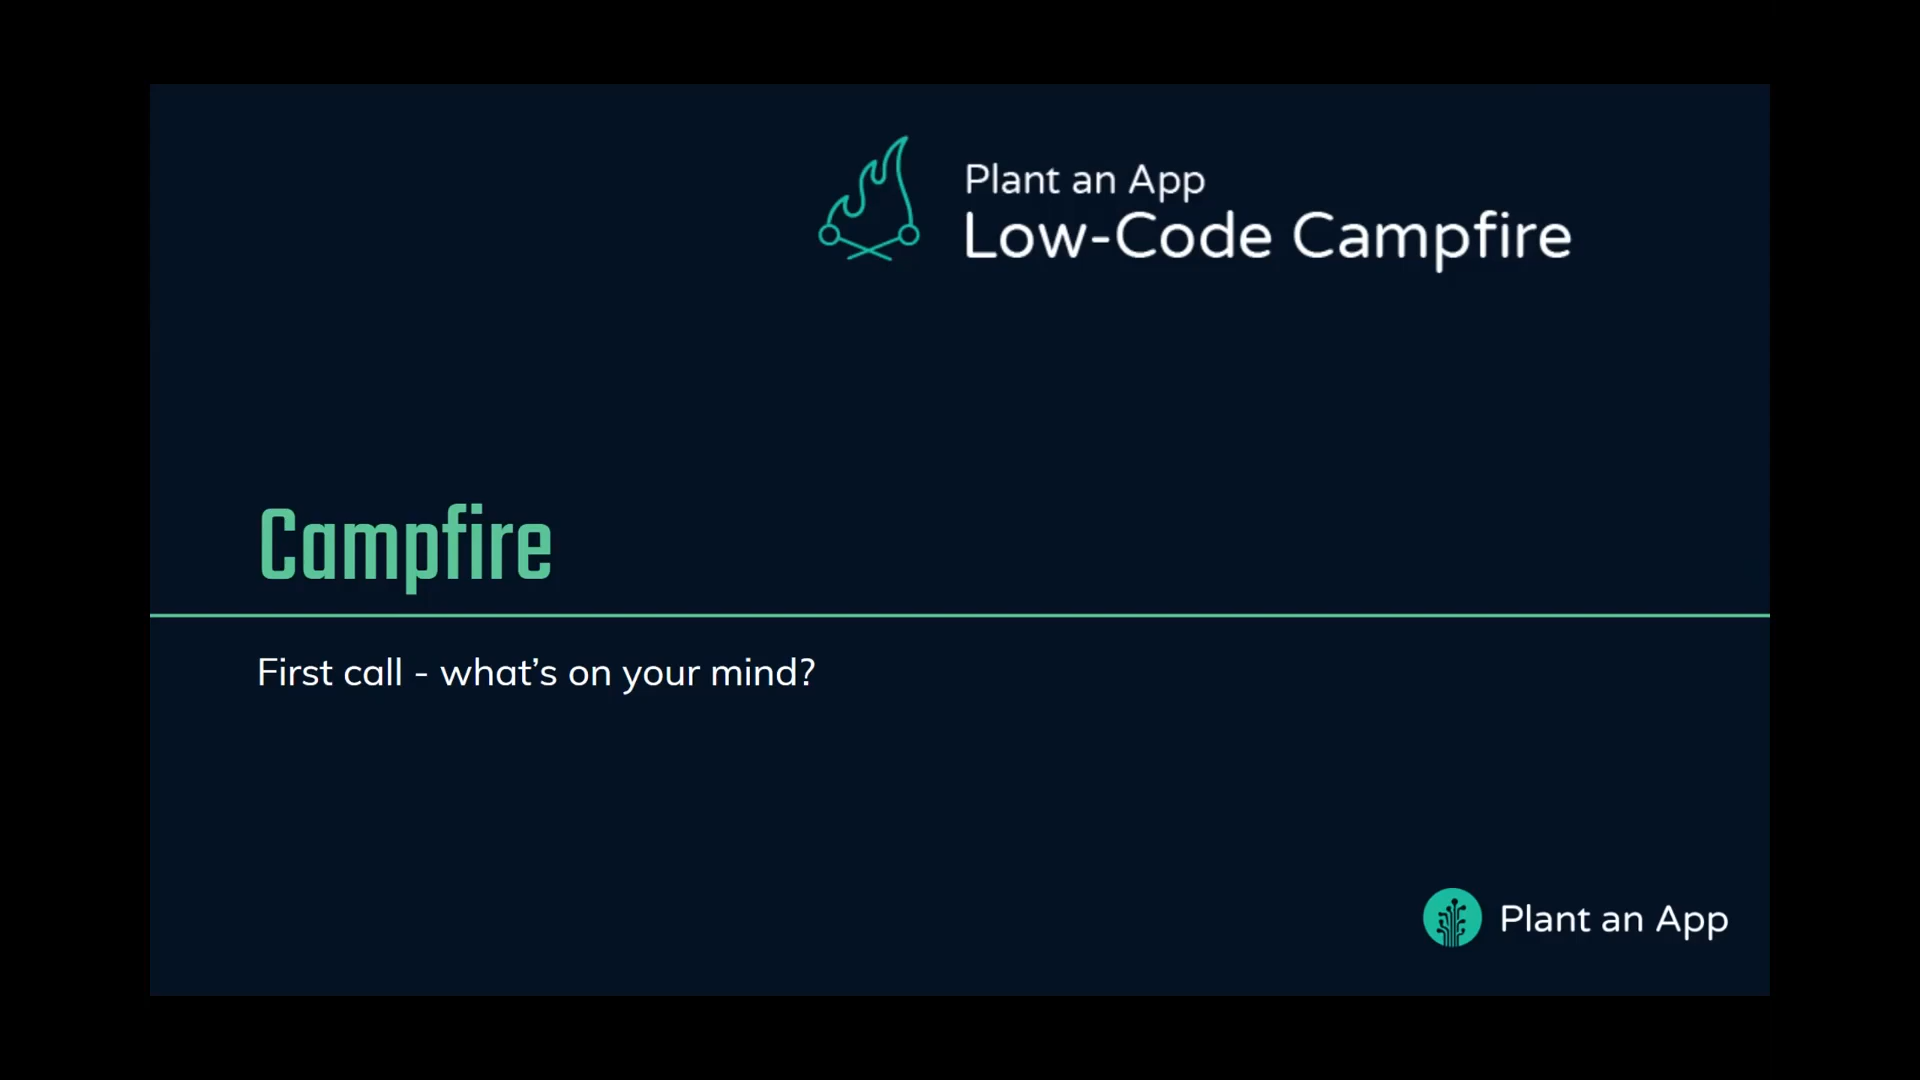 Plant an App
Low-Code Campfire
Campfire
First call - what’s on your mind?
Plant an App